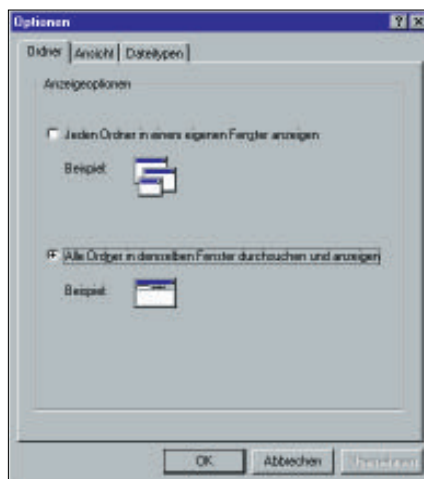 Optionen
Ordner Ansicht Dateitypen
Anzeigeoptionen
Jeden Ordner in einem eigenen Fenster anzeigen
Beispiel:
Alle Ordner in demselben Fenster durchsuchen und anzeigen
Beispiel:
OK Abbrechen Übernehmen